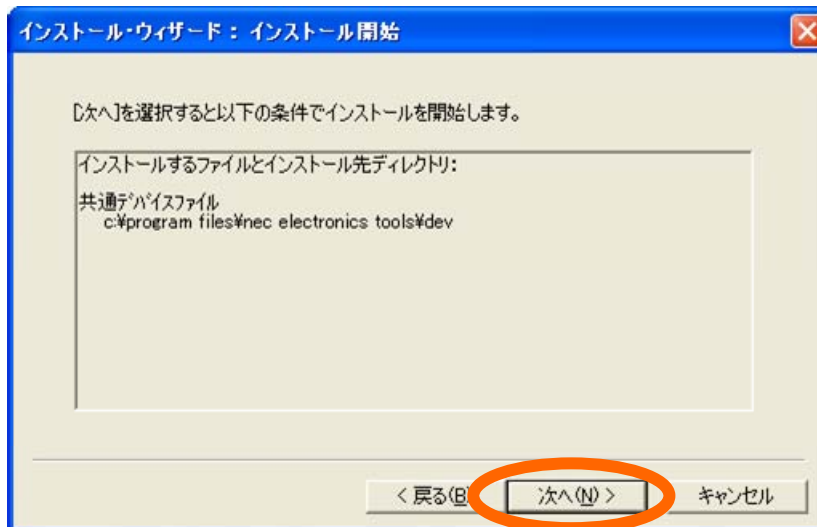 インストール・ウィザード： インストール開始
[次へ]を選択すると以下の条件でインストールを開始します。
インストールするファイルとインストール先ディレクトリ:
共通ﾃﾞﾊﾞｲｽﾌｧｲﾙ
c:¥program files¥nec electronics tools¥dev
< 戻る(B)
次へ(N) >
キャンセル